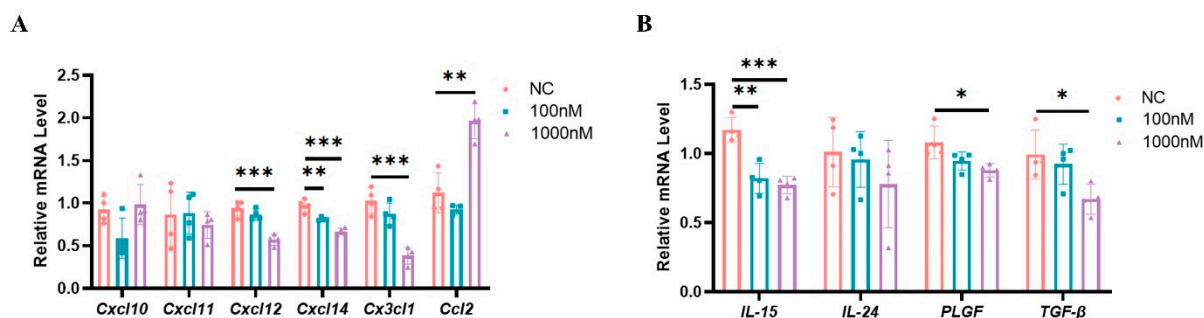 A
Relative mRNA Level
2.5
2.0
1.5
1.0
0.5
0.0
*** *** ** *** **
Cxcl10 Cxcl11 Cxcl12 Cxcl14 Cx3cl1 Ccl2
NC
100nM
1000nM
B
Relative mRNA Level
1.5
1.0
0.5
0.0
*** ** * *
IL-15 IL-24 PLGF TGF-β
NC
100nM
1000nM